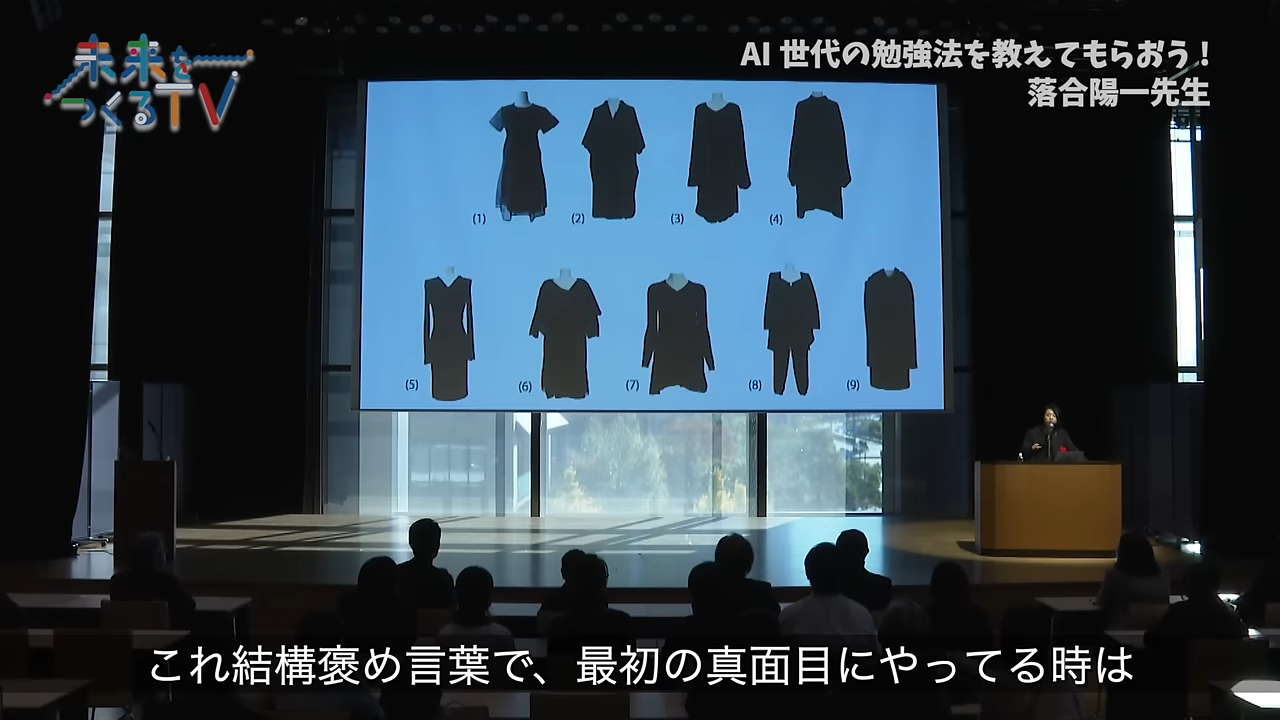 未来を
つくるTV
AI 世代の勉強法を教えてもらおう！
落合陽一先生
(1) (2) (3) (4)
(5) (6) (7) (8) (9)
これ結構褒め言葉で、最初の真面目にやってる時は